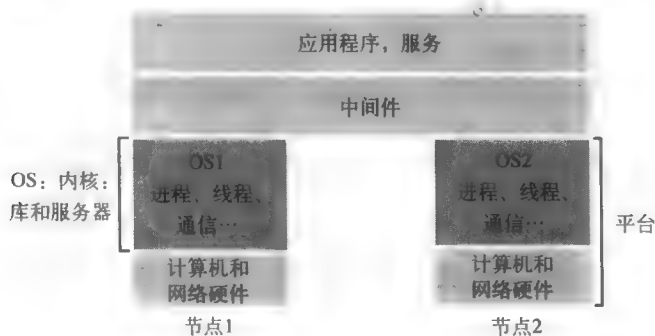 应用程序，服务
中间件
OS：内核：
库和服务器
OS1
进程、线程、
通信…
OS2
进程、线程、
通信…
平台
计算机和
网络硬件
计算机和
网络硬件
节点1
节点2